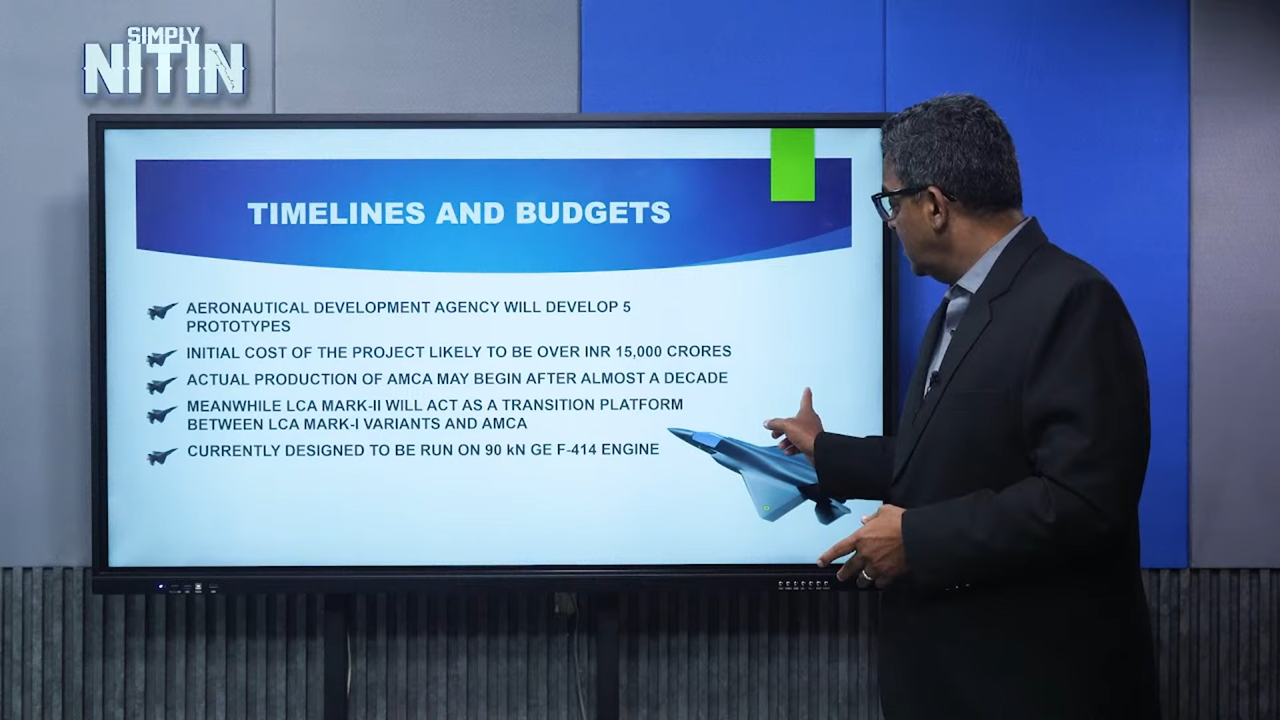 SIMPLY
NITIN
TIMELINES AND BUDGETS
AERONAUTICAL DEVELOPMENT AGENCY WILL DEVELOP 5
PROTOTYPES
INITIAL COST OF THE PROJECT LIKELY TO BE OVER INR 15,000 CRORES
ACTUAL PRODUCTION OF AMCA MAY BEGIN AFTER ALMOST A DECADE
MEANWHILE LCA MARK-II WILL ACT AS A TRANSITION PLATFORM
BETWEEN LCA MARK-I VARIANTS AND AMCA
CURRENTLY DESIGNED TO BE RUN ON 90 kN GE F-414 ENGINE